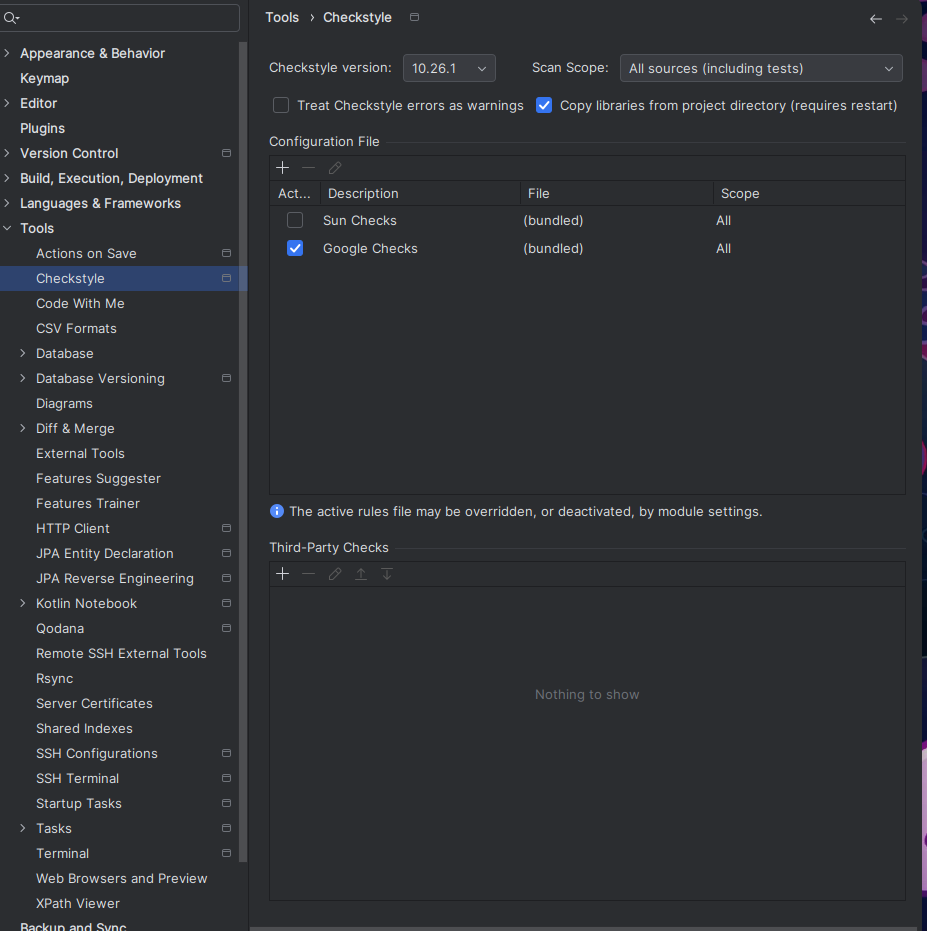 Tools › Checkstyle
Appearance & Behavior
Keymap
Editor
Plugins
Version Control
Build, Execution, Deployment
Languages & Frameworks
Tools
Actions on Save
Checkstyle
Code With Me
CSV Formats
Database
Database Versioning
Diagrams
Diff & Merge
External Tools
Features Suggester
Features Trainer
HTTP Client
JPA Entity Declaration
JPA Reverse Engineering
Kotlin Notebook
Qodana
Remote SSH External Tools
Rsync
Server Certificates
Shared Indexes
SSH Configurations
SSH Terminal
Startup Tasks
Tasks
Terminal
Web Browsers and Preview
XPath Viewer
Backup and Sync
Checkstyle version: 10.26.1 Scan Scope: All sources (including tests)
Treat Checkstyle errors as warnings Copy libraries from project directory (requires restart)
Configuration File
Act... Description File Scope
Sun Checks (bundled) All
Google Checks (bundled) All
The active rules file may be overridden, or deactivated, by module settings.
Third-Party Checks
Nothing to show